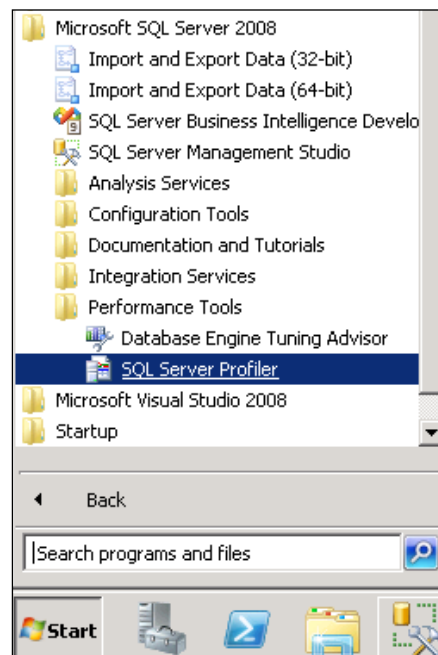 Microsoft SQL Server 2008
Import and Export Data (32-bit)
Import and Export Data (64-bit)
SQL Server Business Intelligence Develo
SQL Server Management Studio
Analysis Services
Configuration Tools
Documentation and Tutorials
Integration Services
Performance Tools
Database Engine Tuning Advisor
SQL Server Profiler
Microsoft Visual Studio 2008
Startup
Back
Search programs and files
Start